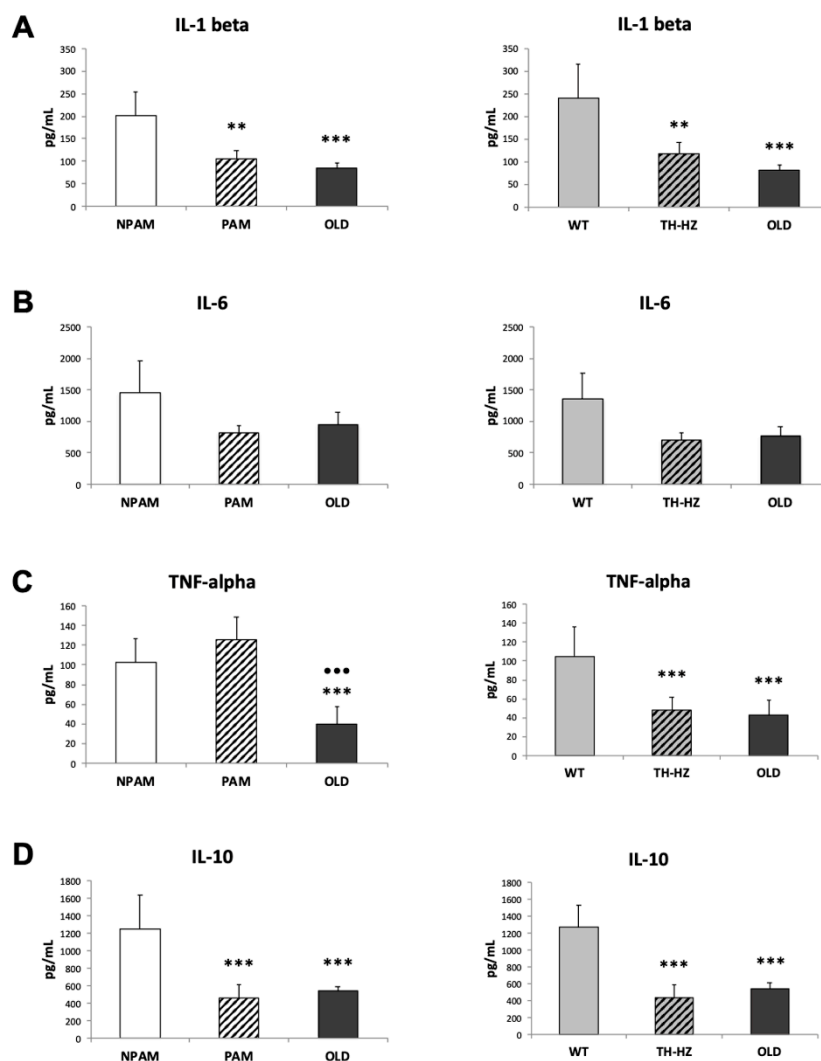 A
IL-1 beta
pg/mL
350
300
250
200
150
100
50
0
**
***
NPAM PAM OLD
IL-1 beta
pg/mL
350
300
250
200
150
100
50
0
**
***
WT TH-HZ OLD
B
IL-6
pg/mL
2500
2000
1500
1000
500
0
NPAM PAM OLD
IL-6
pg/mL
2500
2000
1500
1000
500
0
WT TH-HZ OLD
C
TNF-alpha
pg/mL
160
140
120
100
80
60
40
20
0
•••
***
NPAM PAM OLD
TNF-alpha
pg/mL
160
140
120
100
80
60
40
20
0
*** ***
WT TH-HZ OLD
D
IL-10
pg/mL
1800
1600
1400
1200
1000
800
600
400
200
0
*** ***
NPAM PAM OLD
IL-10
pg/mL
1800
1600
1400
1200
1000
800
600
400
200
0
*** ***
WT TH-HZ OLD